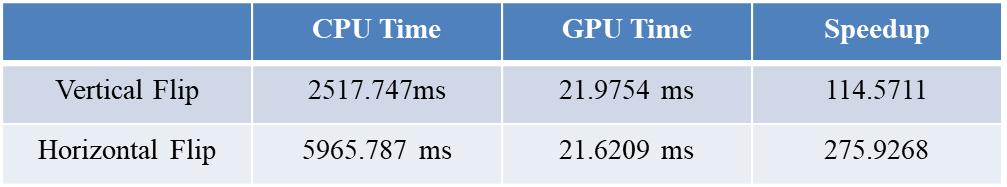 CPU Time GPU Time Speedup
Vertical Flip 2517.747ms 21.9754 ms 114.5711
Horizontal Flip 5965.787 ms 21.6209 ms 275.9268